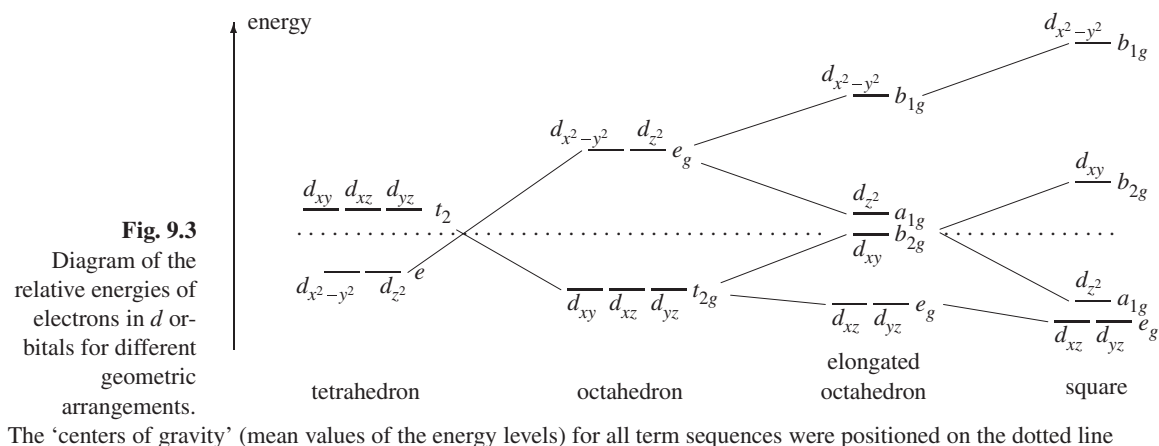 energy
d_{x²−y²} b_{1g}
d_{x²−y²} b_{1g}
d_{x²−y²} d_{z²} e_g
d_{xy} b_{2g}
d_{xy} d_{xz} d_{yz} t_2
d_{z²} a_{1g}
b_{2g}
d_{xy}
d_{x²−y²} d_{z²} e
d_{xy} d_{xz} d_{yz} t_{2g}
d_{xz} d_{yz} e_g
d_{z²} a_{1g}
d_{xz} d_{yz} e_g
tetrahedron
octahedron
elongated
octahedron
square
Fig. 9.3
Diagram of the
relative energies of
electrons in d or-
bitals for different
geometric
arrangements.
The ‘centers of gravity’ (mean values of the energy levels) for all term sequences were positioned on the dotted line